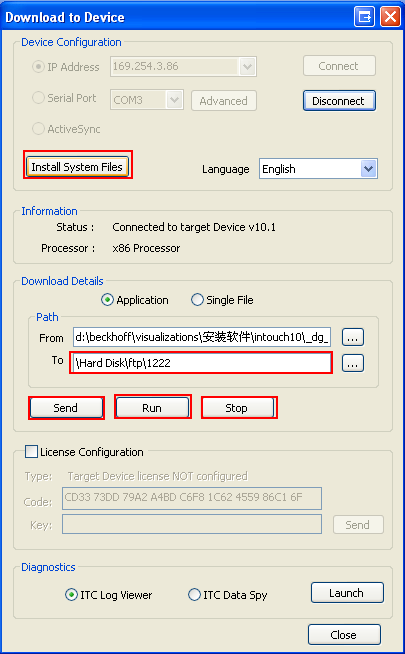 Download to Device
Device Configuration
IP Address 169.254.3.86 Connect
Serial Port COM3 Advanced Disconnect
ActiveSync
Install System Files Language English
Information
Status : Connected to target Device v10.1
Processor : x86 Processor
Download Details
Application Single File
Path
From d:\beckhoff\visualizations\安装软件\intouch10\_dg_ ...
To \Hard Disk\ftp\1222 ...
Send Run Stop
License Configuration
Type: Target Device license NOT configured
Code: CD33 73DD 79A2 A4BD C6F8 1C62 4559 86C1 6F
Key: Send
Diagnostics
ITC Log Viewer ITC Data Spy Launch
Close